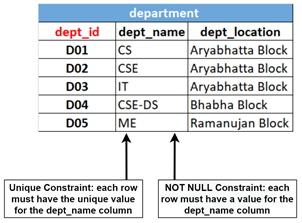 department
dept_id dept_name dept_location
D01 CS Aryabhatta Block
D02 CSE Aryabhatta Block
D03 IT Aryabhatta Block
D04 CSE-DS Bhabha Block
D05 ME Ramanujan Block
Unique Constraint: each row
must have the unique value
for the dept_name column
NOT NULL Constraint: each
row must have a value for the
dept_name column